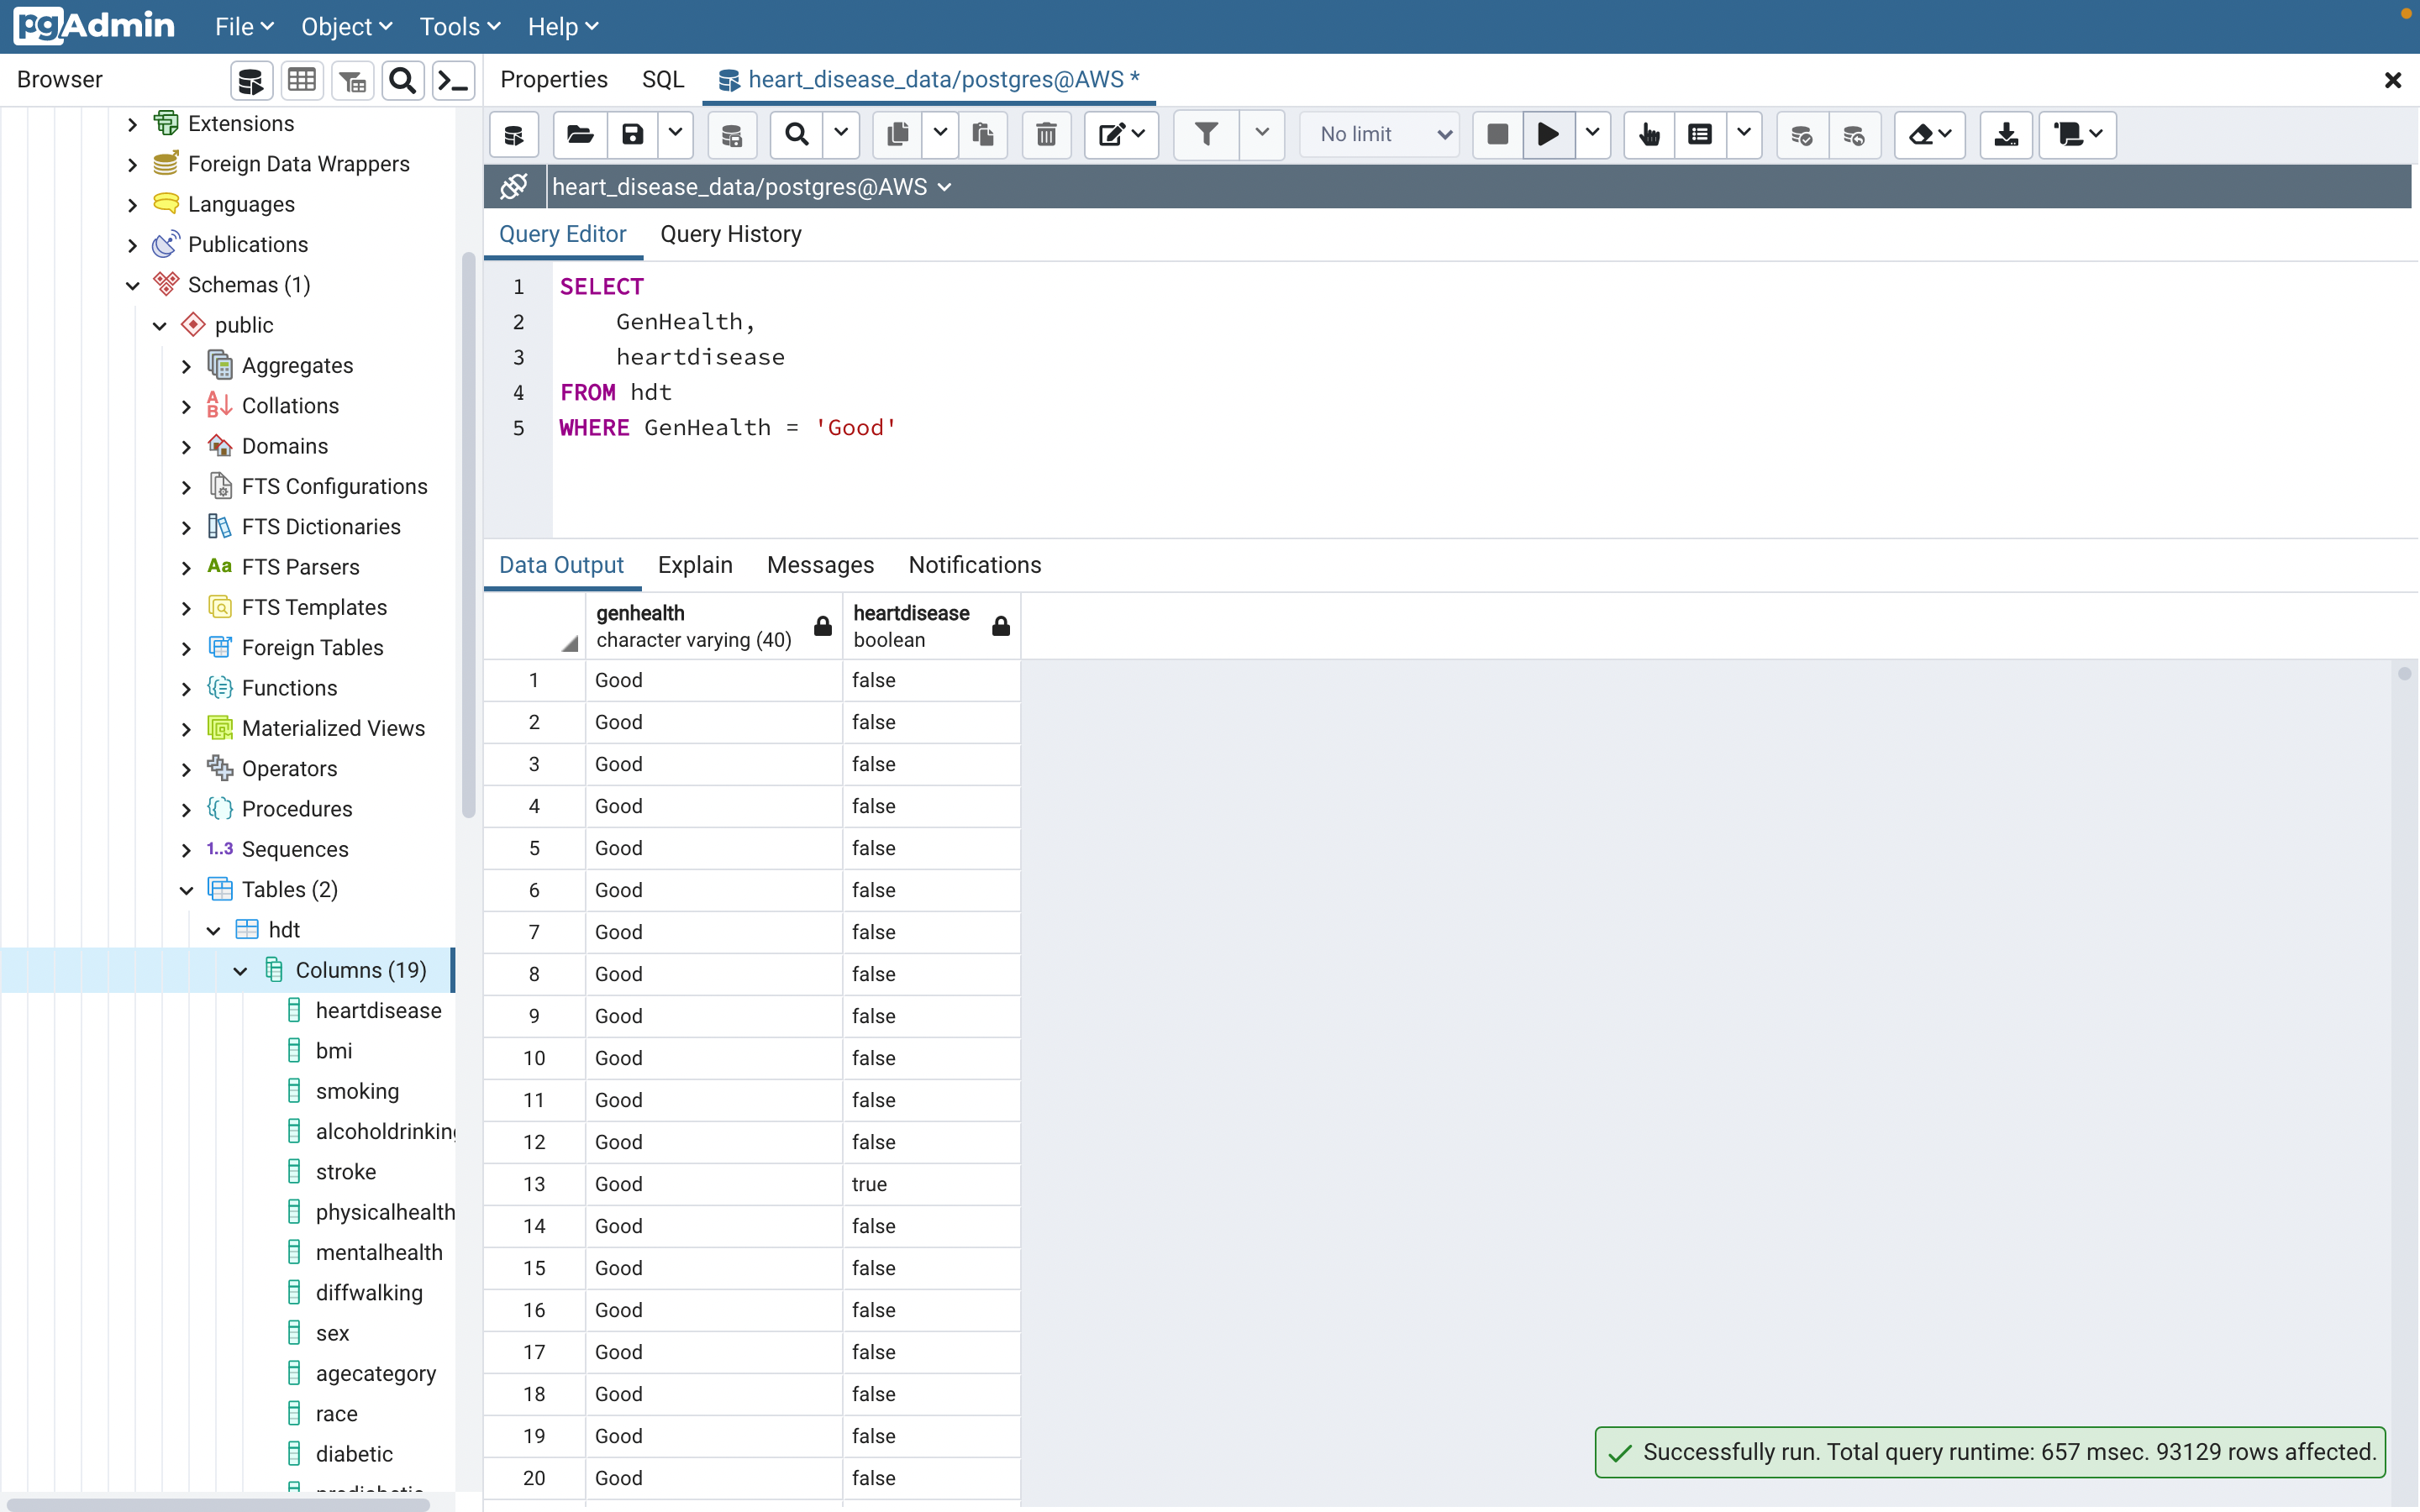 pgAdmin File Object Tools Help
Browser
Properties SQL heart_disease_data/postgres@AWS *
Extensions
Foreign Data Wrappers
Languages
Publications
Schemas (1)
public
Aggregates
Collations
Domains
FTS Configurations
FTS Dictionaries
Aa FTS Parsers
FTS Templates
Foreign Tables
Functions
Materialized Views
Operators
Procedures
1..3 Sequences
Tables (2)
hdt
Columns (19)
heartdisease
bmi
smoking
alcoholdrinking
stroke
physicalhealth
mentalhealth
diffwalking
sex
agecategory
race
diabetic
No limit
heart_disease_data/postgres@AWS
Query Editor Query History
1 SELECT
2 GenHealth,
3 heartdisease
4 FROM hdt
5 WHERE GenHealth = 'Good'
Data Output Explain Messages Notifications
genhealth heartdisease
character varying (40) boolean
1 Good false
2 Good false
3 Good false
4 Good false
5 Good false
6 Good false
7 Good false
8 Good false
9 Good false
10 Good false
11 Good false
12 Good false
13 Good true
14 Good false
15 Good false
16 Good false
17 Good false
18 Good false
19 Good false
20 Good false
Successfully run. Total query runtime: 657 msec. 93129 rows affected.